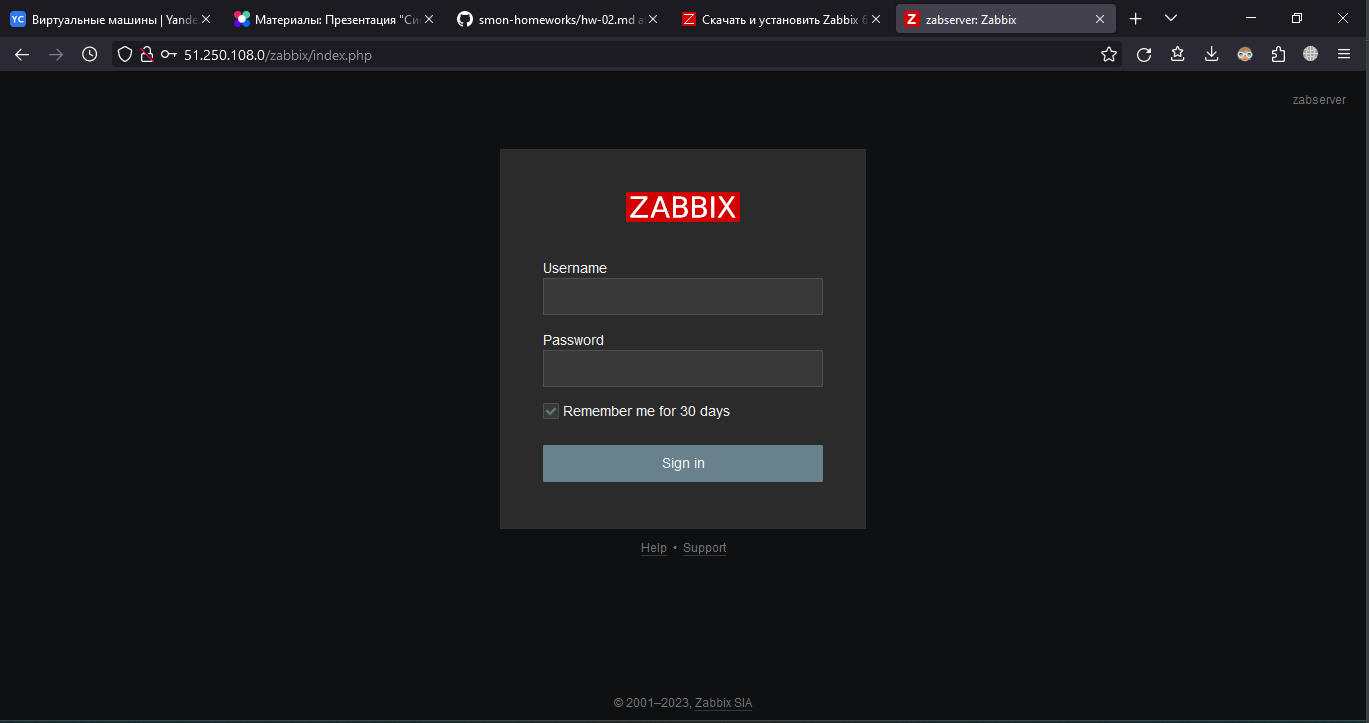 Виртуальные машины | Yande
Материалы: Презентация "Си
smon-homeworks/hw-02.md a
Скачать и установить Zabbix 6
zabserver: Zabbix
51.250.108.0/zabbix/index.php
zabserver
ZABBIX
Username
Password
Remember me for 30 days
Sign in
Help • Support
© 2001–2023, Zabbix SIA